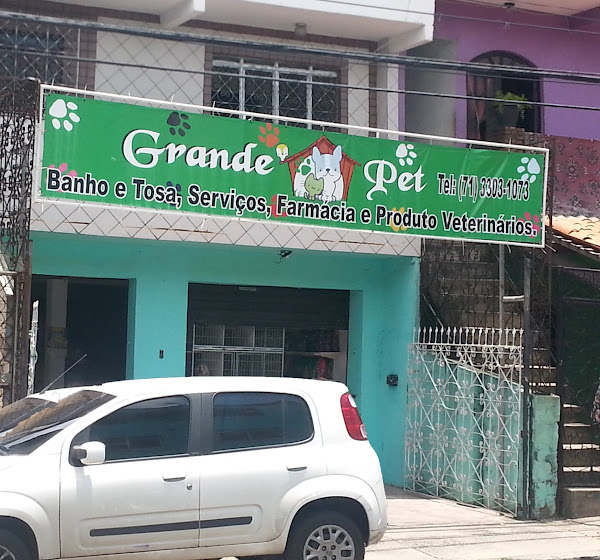 Grande Pet Tel: (71) 3303-1073
Banho e Tosa, Serviços, Farmacia e Produto Veterinários.